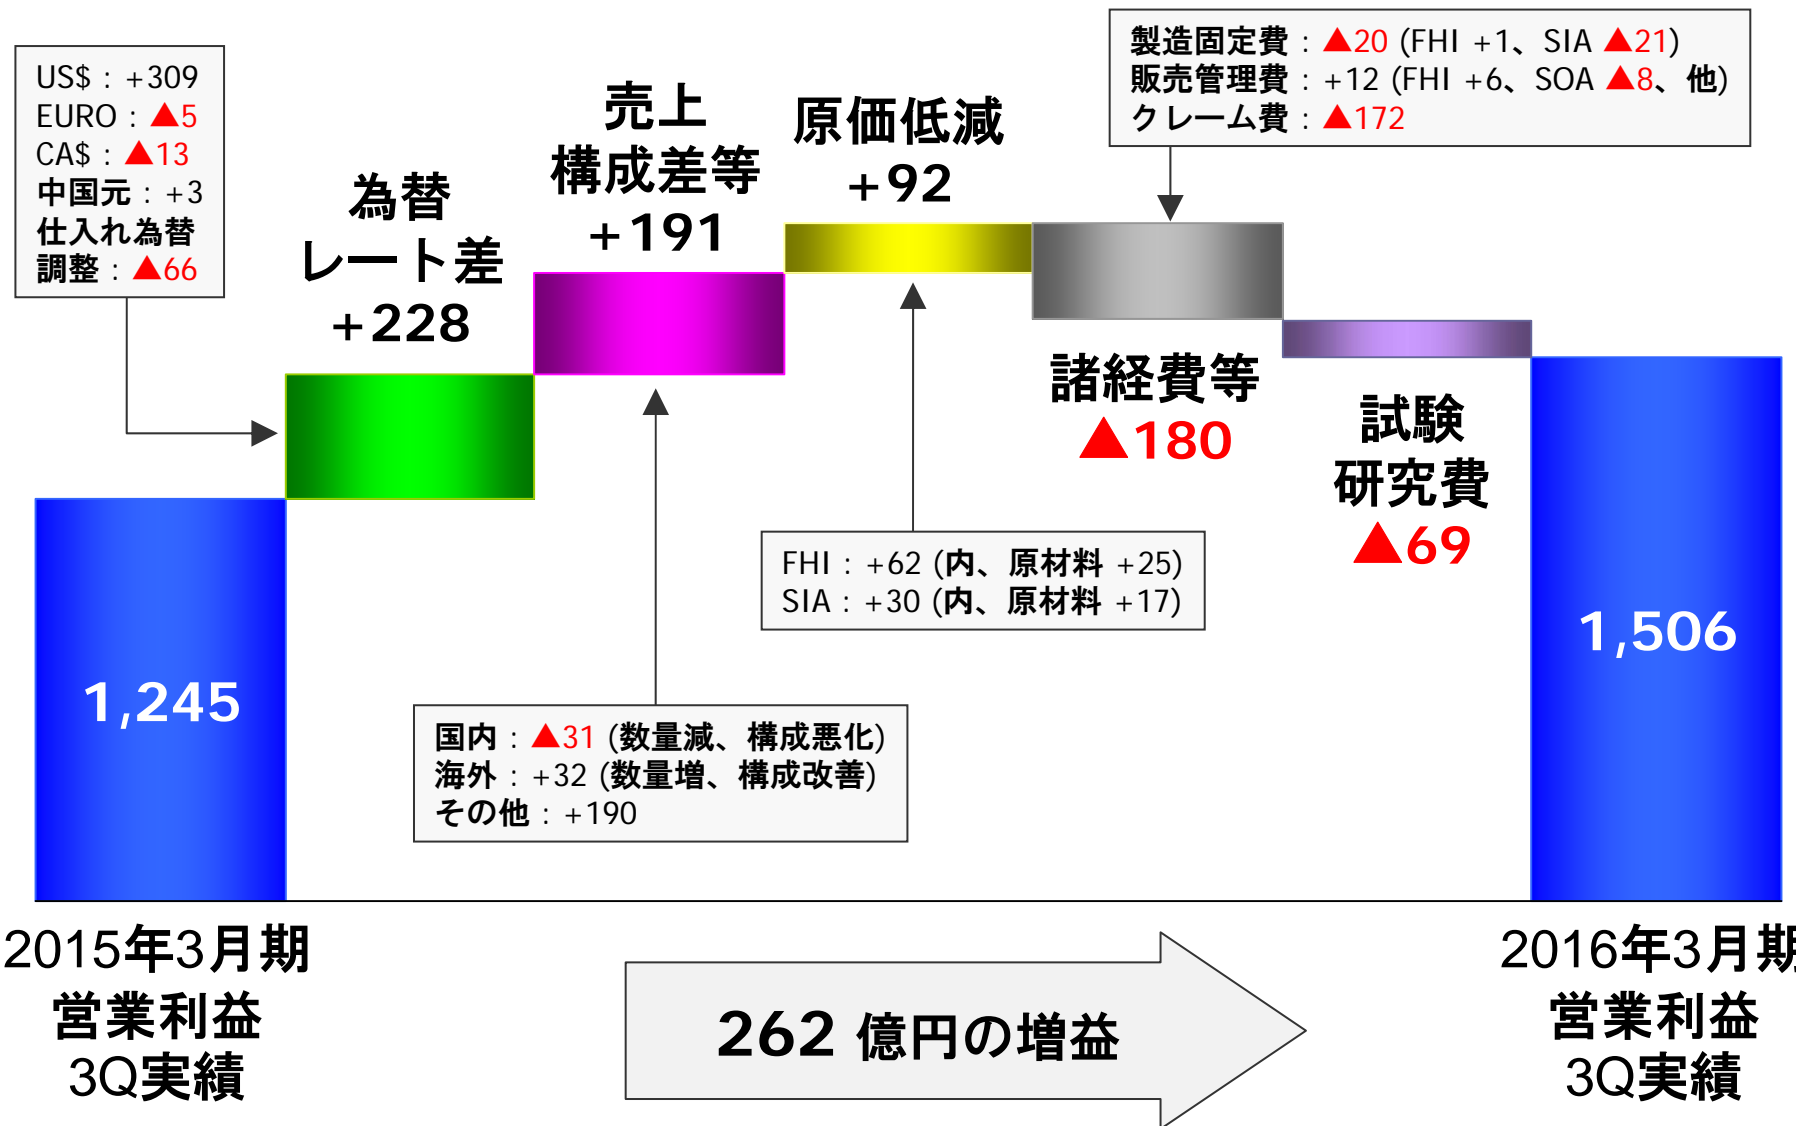 US$ : +309
EURO : ▲5
CA$ : ▲13
中国元 : +3
仕入れ為替
調整 : ▲66
為替
レート差
+228
売上
構成差等
+191
原価低減
+92
製造固定費 : ▲20 (FHI +1、SIA ▲21)
販売管理費 : +12 (FHI +6、SOA ▲8、他)
クレーム費 : ▲172
諸経費等
▲180
試験
研究費
▲69
FHI : +62 (内、原材料 +25)
SIA : +30 (内、原材料 +17)
国内 : ▲31 (数量減、構成悪化)
海外 : +32 (数量増、構成改善)
その他 : +190
1,245
1,506
2015年3月期
営業利益
3Q実績
262 億円の増益
2016年3月期
営業利益
3Q実績